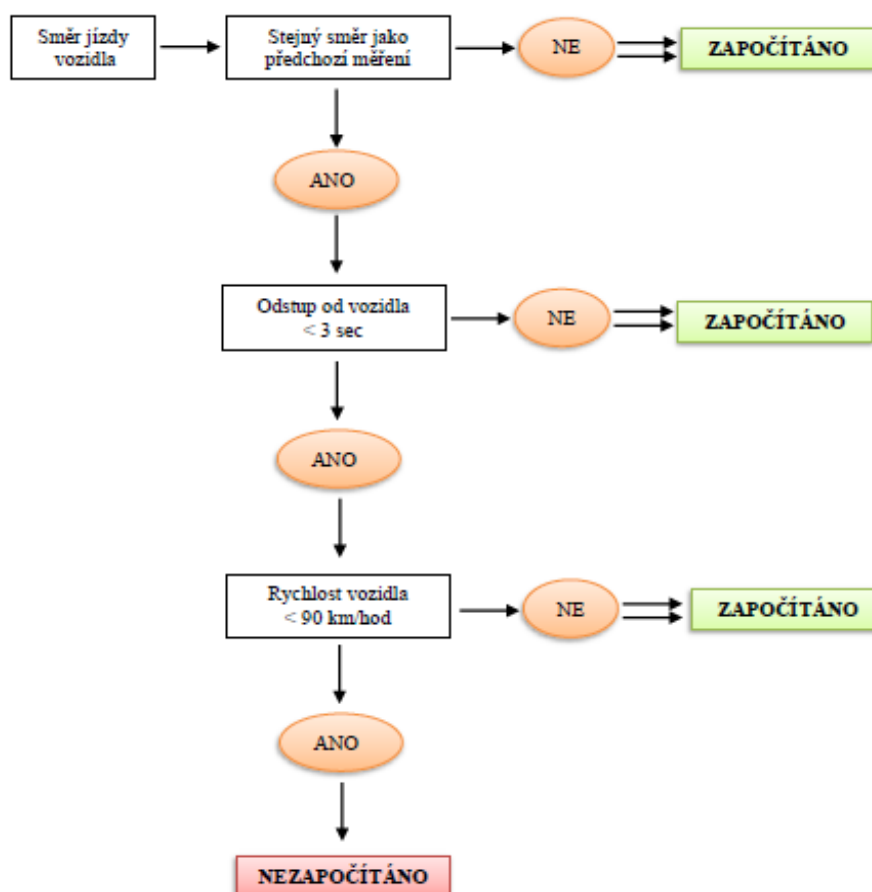 Směr jízdy
vozidla
Stejný směr jako
předchozí měření
NE
ZAPOČÍTÁNO
ANO
Odstup od vozidla
< 3 sec
NE
ZAPOČÍTÁNO
ANO
Rychlost vozidla
< 90 km/hod
NE
ZAPOČÍTÁNO
ANO
NEZAPOČÍTÁNO